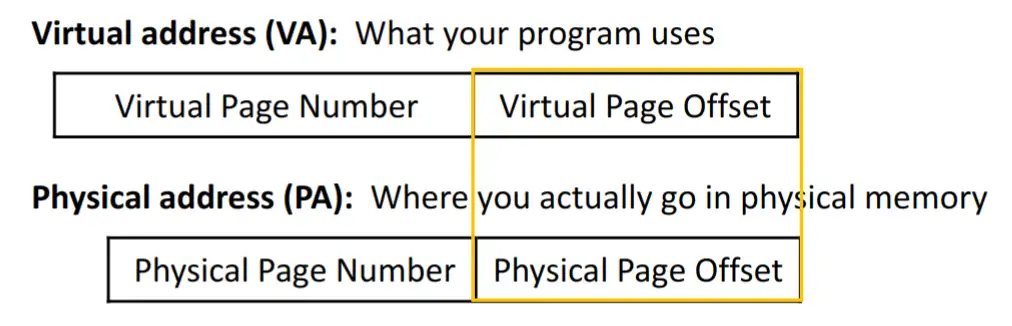 Virtual address (VA): What your program uses
Virtual Page Number Virtual Page Offset
Physical address (PA): Where you actually go in physical memory
Physical Page Number Physical Page Offset